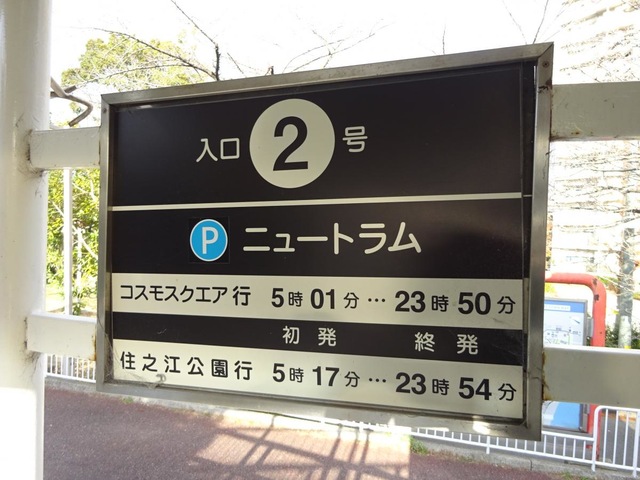 入口 2 号
P ニュートラム
コスモスクエア行 5時01分…23時50分
初発 終発
住之江公園行 5時17分…23時54分